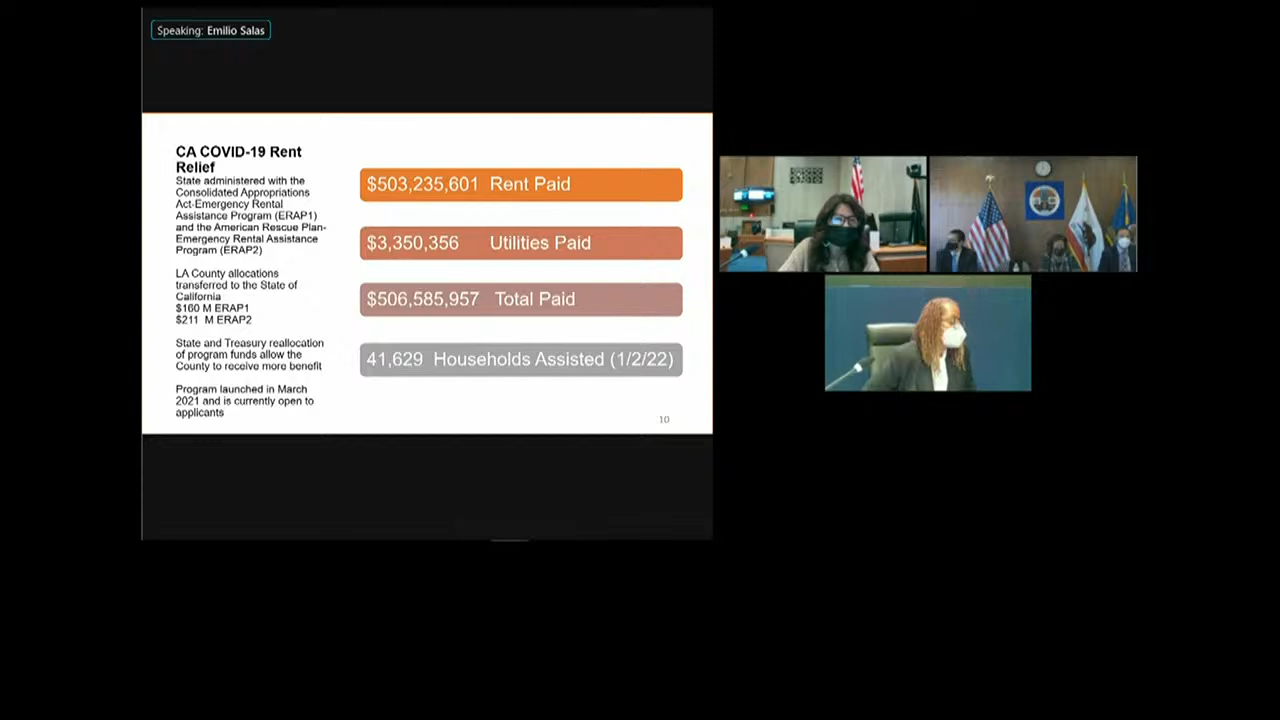 Speaking: Emilio Salas
CA COVID-19 Rent
Relief
State administered with the
Consolidated Appropriations
Act-Emergency Rental
Assistance Program (ERAP1)
and the American Rescue Plan-
Emergency Rental Assistance
Program (ERAP2)
LA County allocations
transferred to the State of
California
$160 M ERAP1
$211 M ERAP2
State and Treasury reallocation
of program funds allow the
County to receive more benefit
Program launched in March
2021 and is currently open to
applicants
$503,235,601 Rent Paid
$3,350,356 Utilities Paid
$506,585,957 Total Paid
41,629 Households Assisted (1/2/22)
10